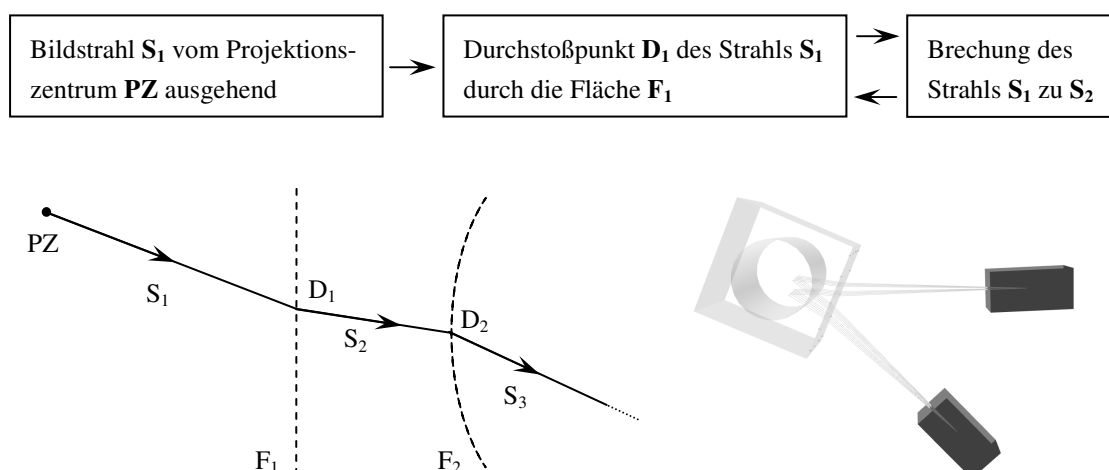 Bildstrahl S₁ vom Projektions-
zentrum PZ ausgehend
Durchstoßpunkt D₁ des Strahls S₁
durch die Fläche F₁
Brechung des
Strahls S₁ zu S₂
PZ
S₁
D₁
S₂
D₂
S₃
F₁
F₂